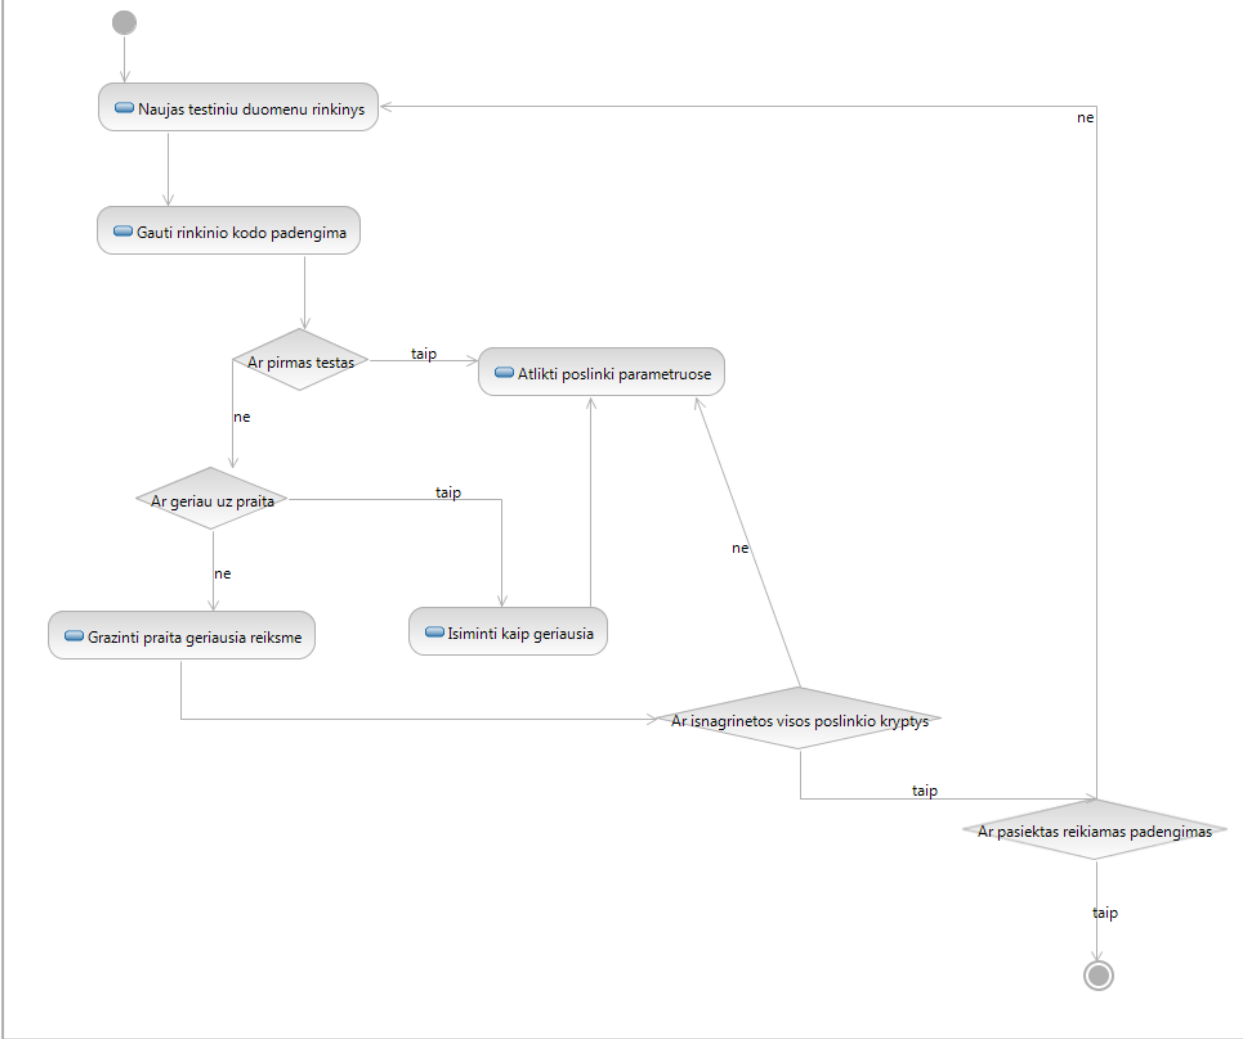 Naujas testiniu duomenu rinkinys
ne
Gauti rinkinio kodo padengima
Ar pirmas testas
taip
Atlikti poslinki parametruose
ne
Ar geriau uz praita
taip
ne
ne
Grazinti praita geriausia reiksme
Isiminti kaip geriausia
Ar isnagrinetos visos poslinkio kryptys
taip
Ar pasiektas reikiamas padengimas
taip